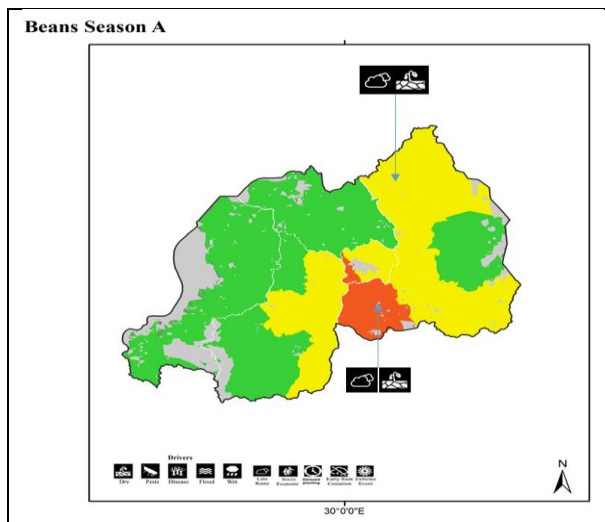 Beans Season A
Drivers
Dry Pests Disease Flood Wet Late Rains Socio Economy Delayed planting Early Rain Cessation Extreme Event
N
30°0'0"E